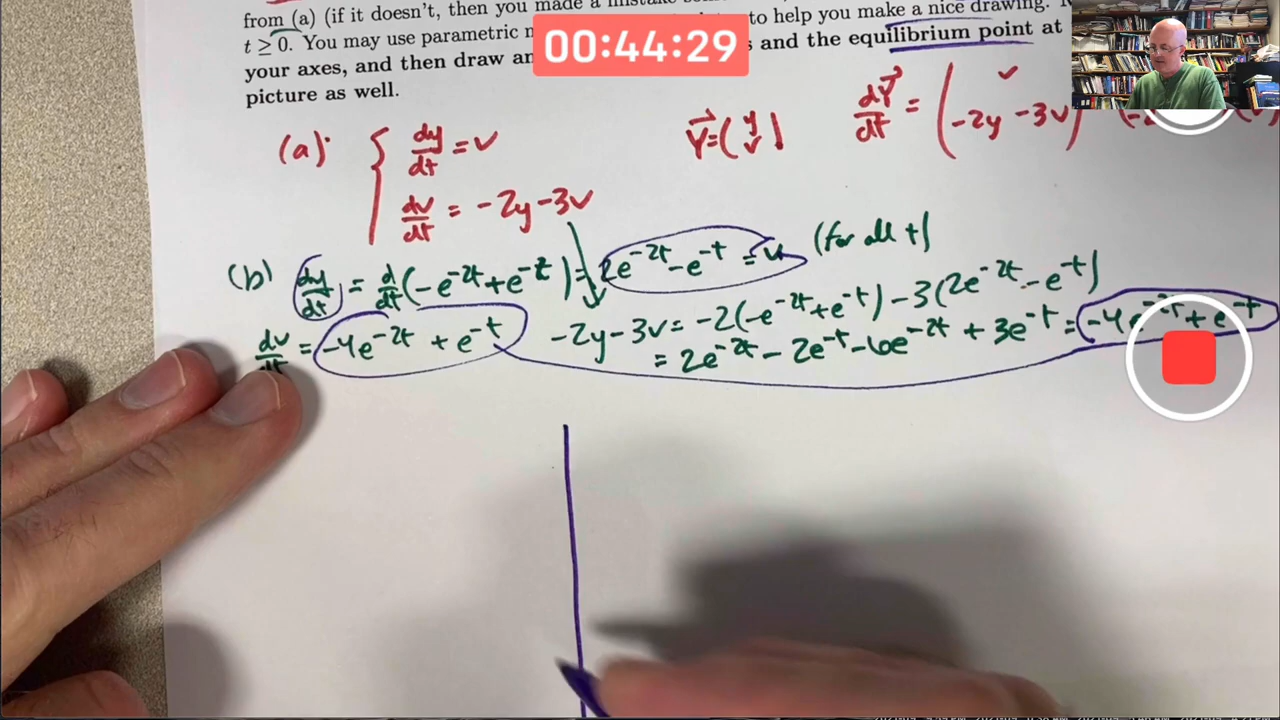 from (a) (if it doesn't, then you made a
to help you make a nice drawing.
t ≥ 0. You may use parametric
s and the equilibrium point at
your axes, and then draw an
picture as well.
00:44:29
(a): { dy/dt = v
dv/dt = -2y-3v
Y⃗=(y v)
dY⃗/dt = (v -2y-3v)
(b) dy/dt = d/dt(-e^-2t+e^-t) = 2e^-2t-e^-t = v (for all t)
dv/dt = -4e^-2t + e^-t
-2y-3v = -2(-e^-2t+e^-t) - 3(2e^-2t-e^-t)
= 2e^-2t - 2e^-t - 6e^-2t + 3e^-t = -4e^-2t + e^-t